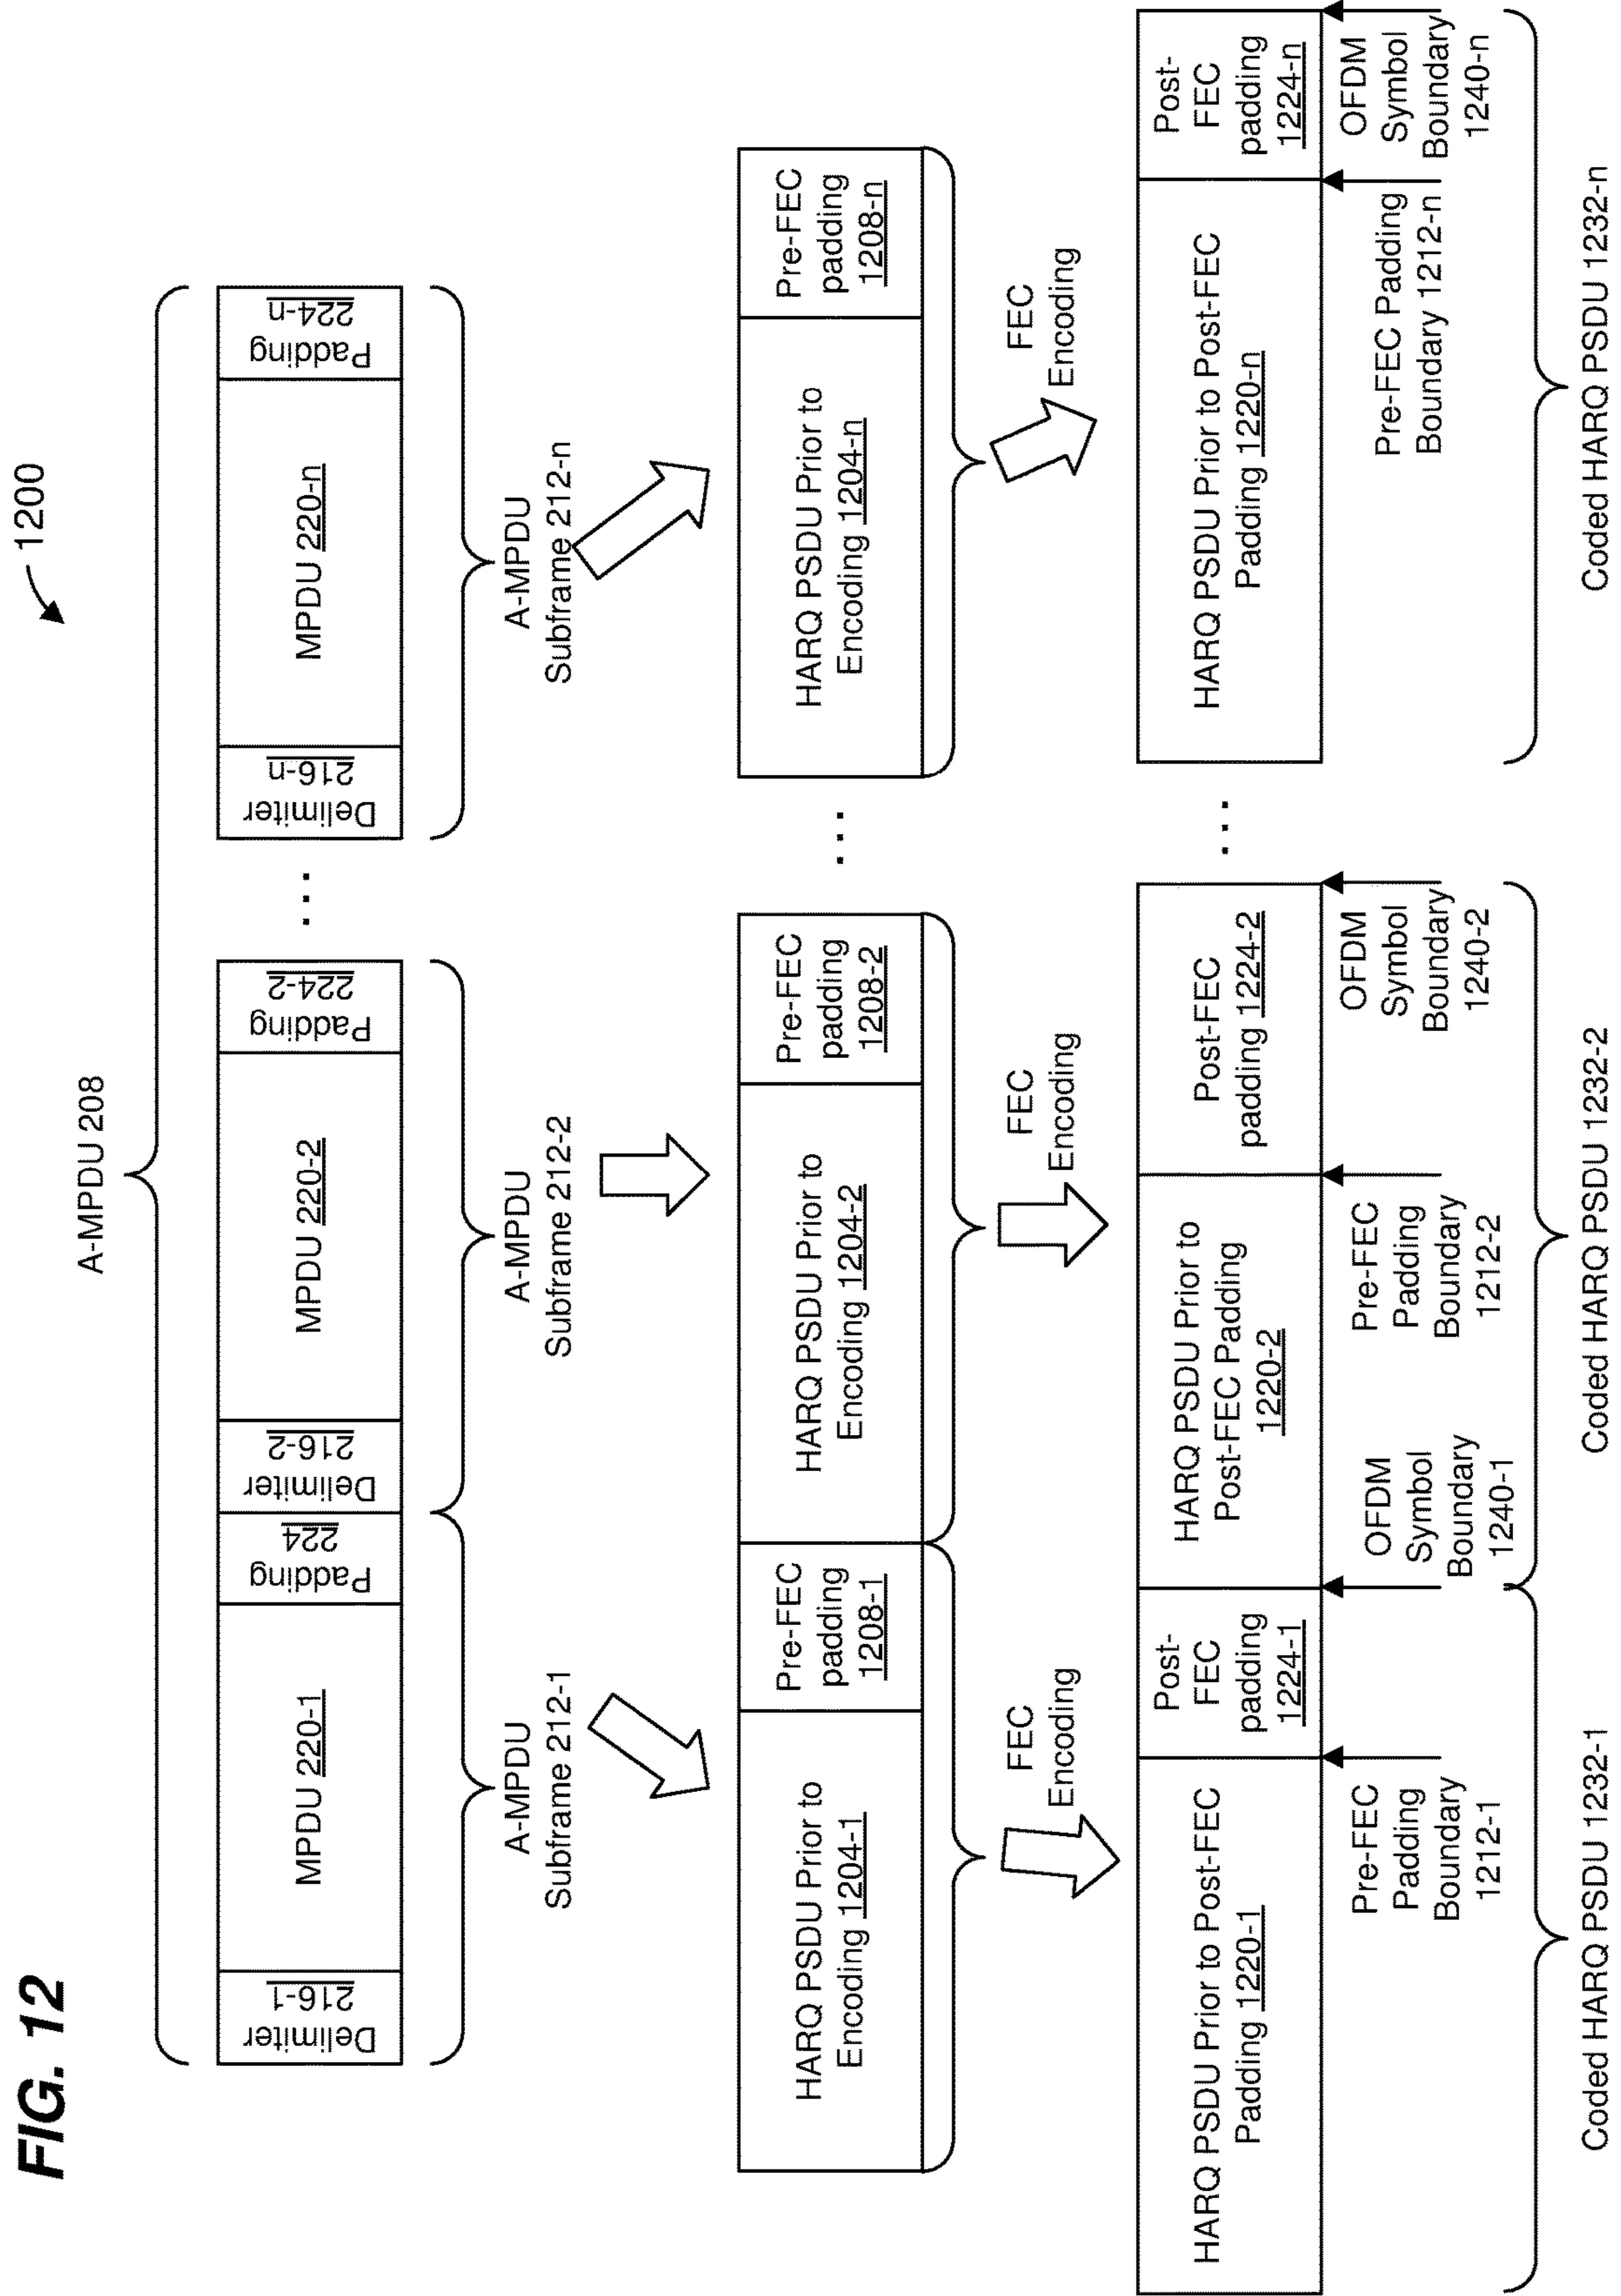 FIG. 12
1200
A-MPDU 208
Delimiter
216-1
MPDU 220-1
Padding
224
Delimiter
216-2
MPDU 220-2
Padding
224-2
...
Delimiter
216-n
MPDU 220-n
Padding
224-n
A-MPDU
Subframe 212-1
A-MPDU
Subframe 212-2
A-MPDU
Subframe 212-n
HARQ PSDU Prior to
Encoding 1204-1
Pre-FEC
padding
1208-1
HARQ PSDU Prior to
Encoding 1204-2
Pre-FEC
padding
1208-2
...
HARQ PSDU Prior to
Encoding 1204-n
Pre-FEC
padding
1208-n
FEC
Encoding
FEC
Encoding
FEC
Encoding
HARQ PSDU Prior to Post-FEC
Padding 1220-1
Post-
FEC
padding
1224-1
HARQ PSDU Prior to
Post-FEC Padding
1220-2
Post-FEC
padding 1224-2
...
HARQ PSDU Prior to Post-FEC
Padding 1220-n
Post-
FEC
padding
1224-n
Pre-FEC
Padding
Boundary
1212-1
OFDM
Symbol
Boundary
1240-1
Pre-FEC
Padding
Boundary
1212-2
OFDM
Symbol
Boundary
1240-2
Pre-FEC Padding
Boundary 1212-n
OFDM
Symbol
Boundary
1240-n
Coded HARQ PSDU 1232-1
Coded HARQ PSDU 1232-2
Coded HARQ PSDU 1232-n